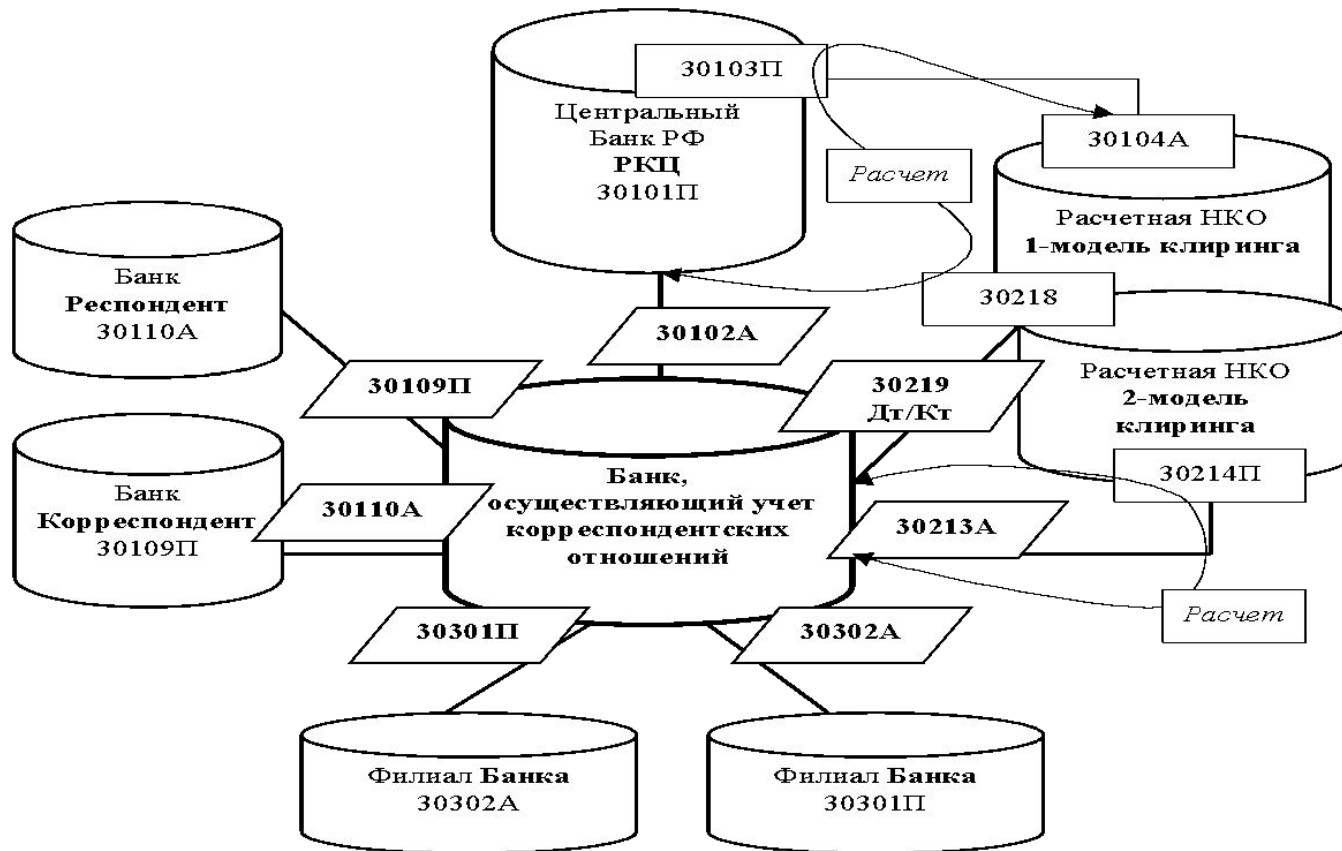 30103П
Центральный
Банк РФ
РКЦ
30101П
30104А
Расчет
Расчетная НКО
1-модель клиринга
30218
Банк
Респондент
30110А
30102А
30109П
30219
Дт/Кт
Расчетная НКО
2-модель
клиринга
30214П
Банк
Корреспондент
30109П
30110А
Банк,
осуществляющий учет
корреспондентских
отношений
30213А
Расчет
30301П
30302А
Филиал Банка
30302А
Филиал Банка
30301П